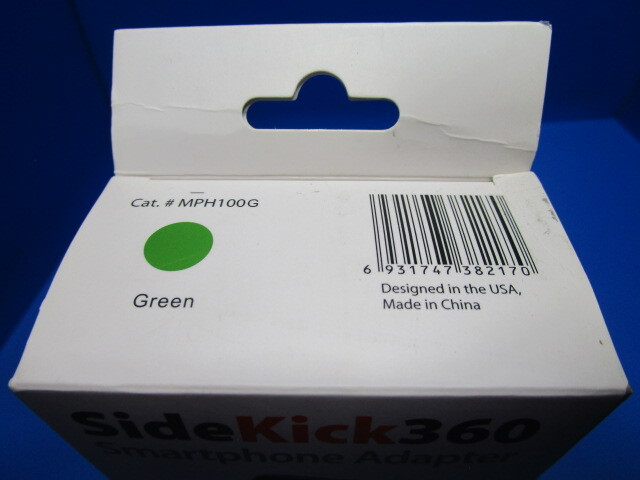 Cat. # MPH100G
Green
6 931747 382170
Designed in the USA,
Made in China
SideKick360
Smartphone Adapter